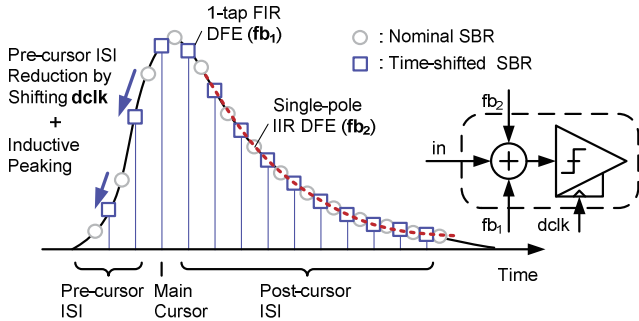 1-tap FIR
DFE (fb1)
: Nominal SBR
: Time-shifted SBR
Pre-cursor ISI
Reduction by
Shifting dclk
+
Inductive
Peaking
Single-pole
IIR DFE (fb2)
fb2
in
+
fb1
dclk
Time
Pre-cursor
ISI
Main
Cursor
Post-cursor
ISI